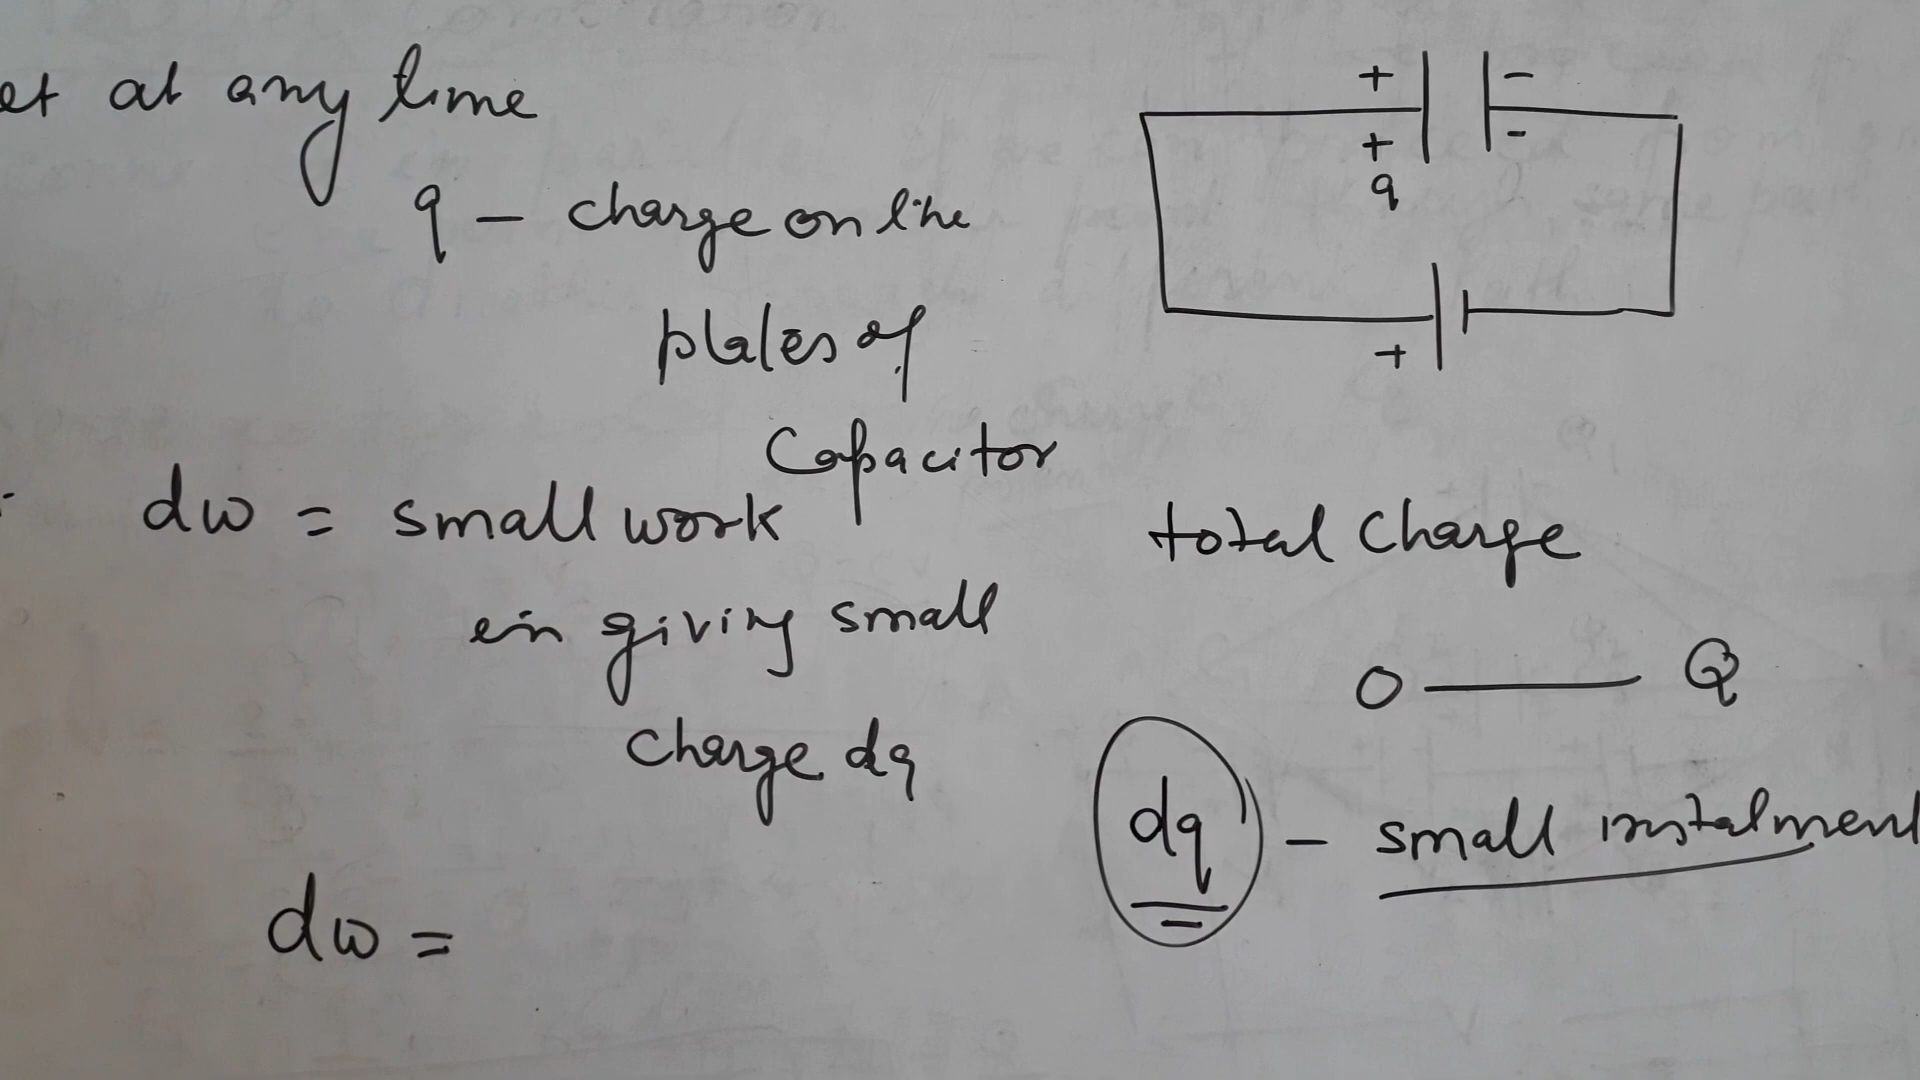 et at any time
q - charge on the
plates of
Capacitor
dw = small work
in giving small
charge dq
dw =
+ -
+ -
q
+
total charge
O — Q
dq - small instalment